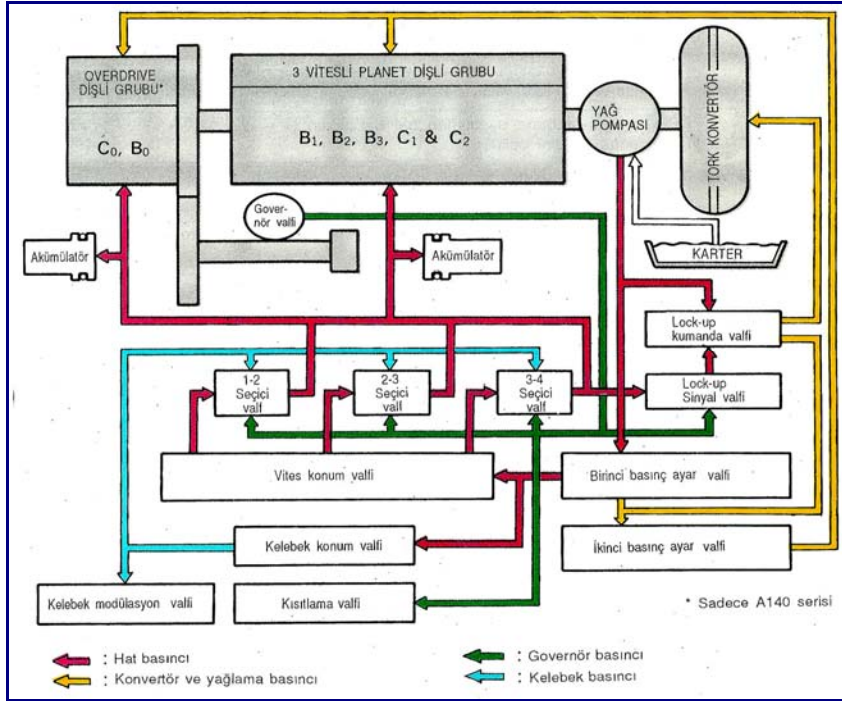 OVERDRIVE
DİŞLİ GRUBU*
C0, B0
3 VİTESLİ PLANET DİŞLİ GRUBU
B1, B2, B3, C1 & C2
YAĞ
POMPASI
TORK KONVERTÖR
Gover-
nör valfi
Akümülatör
Akümülatör
KARTER
Lock-up
kumanda valfi
1-2
Seçici
valf
2-3
Seçici
valf
3-4
Seçici
valf
Lock-up
Sinyal valfi
Vites konum valfi
Birinci basınç ayar valfi
Kelebek konum valfi
İkinci basınç ayar valfi
Kelebek modülasyon valfi
Kısıtlama valfi
* Sadece A140 serisi
: Hat basıncı
: Governör basıncı
: Konvertör ve yağlama basıncı
: Kelebek basıncı